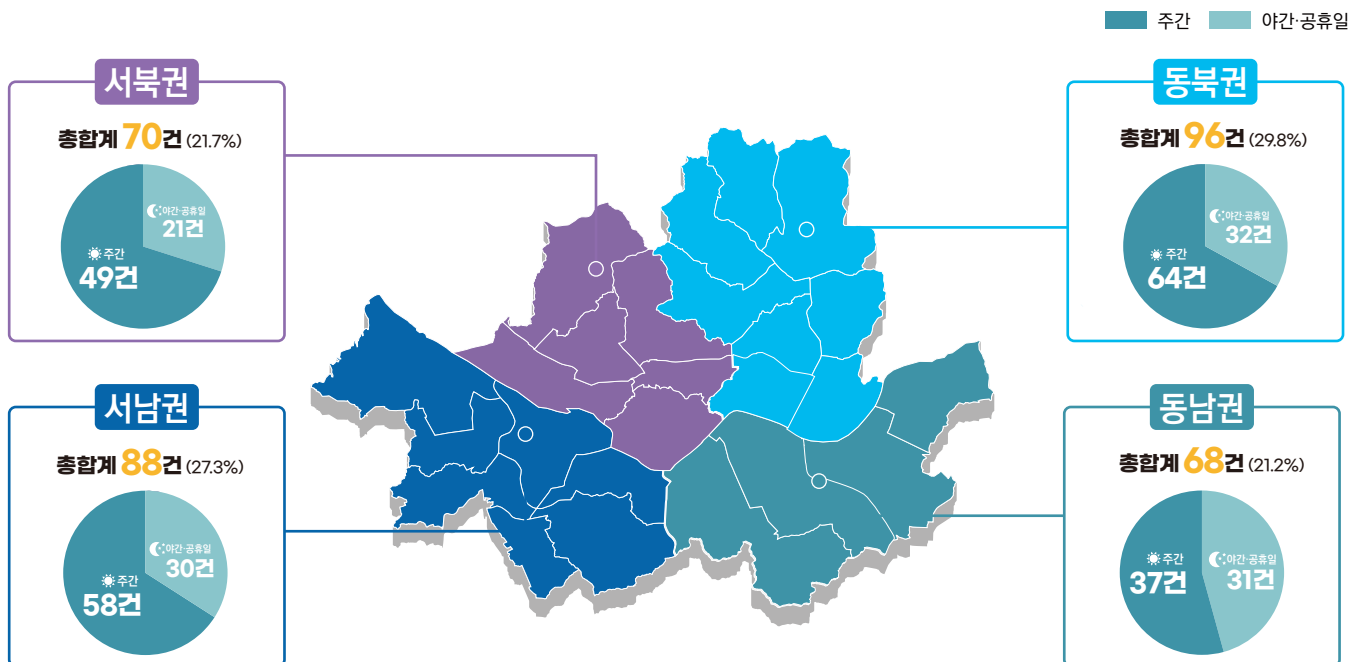 주간 야간·공휴일
서북권
총합계 70건 (21.7%)
야간·공휴일
21건
주간
49건
동북권
총합계 96건 (29.8%)
야간·공휴일
32건
주간
64건
서남권
총합계 88건 (27.3%)
야간·공휴일
30건
주간
58건
동남권
총합계 68건 (21.2%)
주간
37건
야간·공휴일
31건